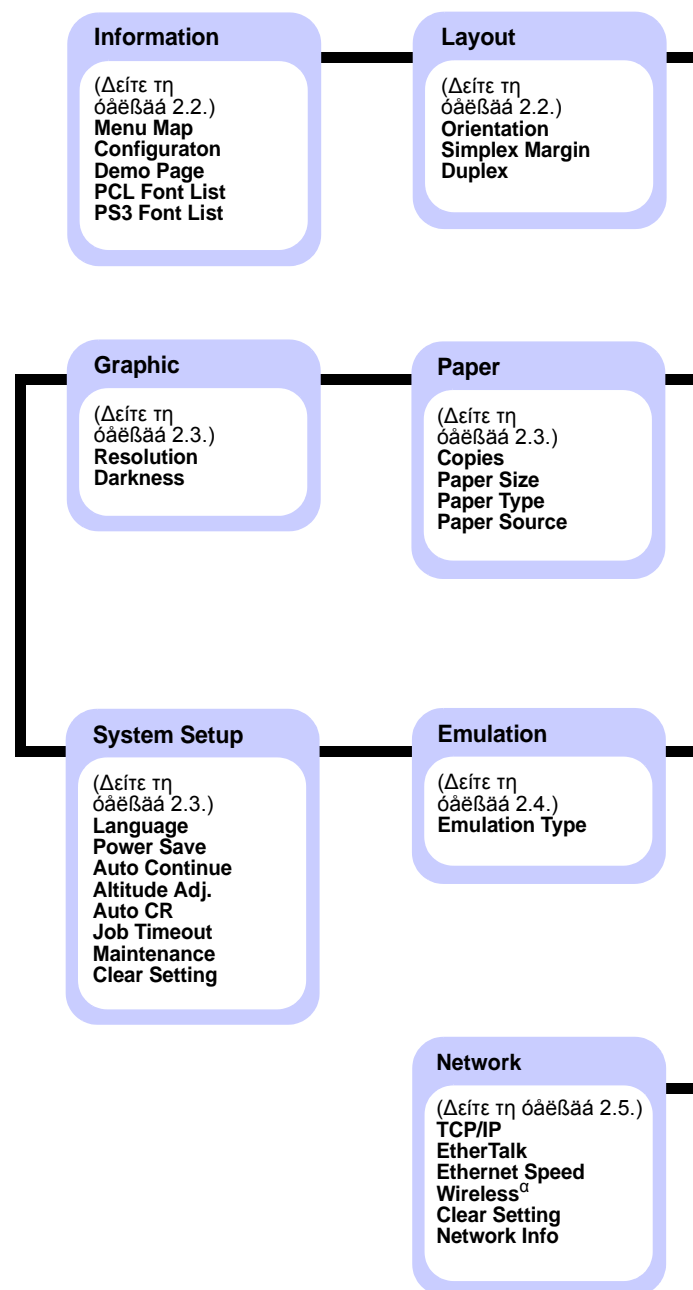 Information
(Δείτε τη
óåëßäá 2.2.)
Menu Map
Configuraton
Demo Page
PCL Font List
PS3 Font List
Layout
(Δείτε τη
óåëßäá 2.2.)
Orientation
Simplex Margin
Duplex
Graphic
(Δείτε τη
óåëßäá 2.3.)
Resolution
Darkness
Paper
(Δείτε τη
óåëßäá 2.3.)
Copies
Paper Size
Paper Type
Paper Source
System Setup
(Δείτε τη
óåëßäá 2.3.)
Language
Power Save
Auto Continue
Altitude Adj.
Auto CR
Job Timeout
Maintenance
Clear Setting
Emulation
(Δείτε τη
óåëßäá 2.4.)
Emulation Type
Network
(Δείτε τη óåëßäá 2.5.)
TCP/IP
EtherTalk
Ethernet Speed
Wirelessα
Clear Setting
Network Info